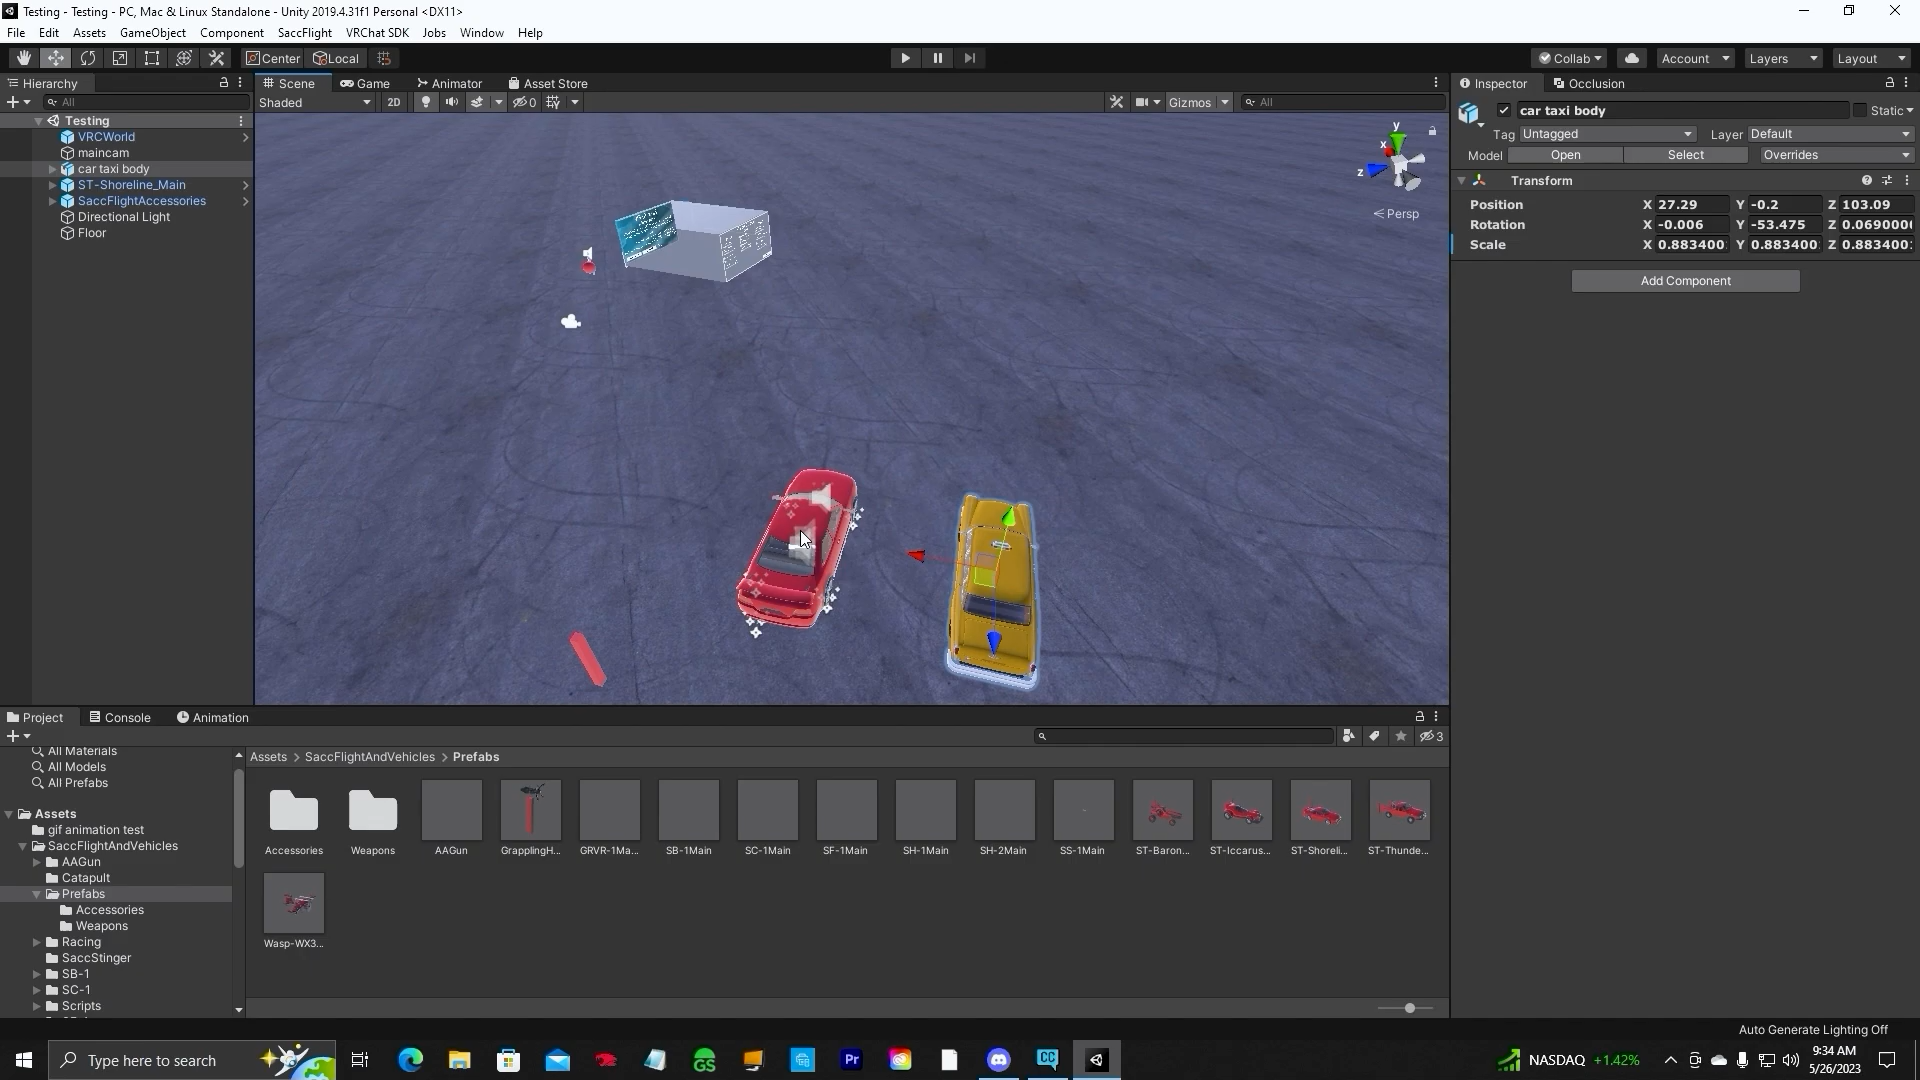 Testing - Testing - PC, Mac & Linux Standalone - Unity 2019.4.31f1 Personal <DX11>
File Edit Assets GameObject Component SaccFlight VRChat SDK Jobs Window Help
Center Local Collab Account Layers Layout
Hierarchy
All
Testing
VRCWorld
maincam
car taxi body
ST-Shoreline_Main
SaccFlightAccessories
Directional Light
Floor
Scene Game Animator Asset Store
Shaded 2D 0 Gizmos All
y
x
z
Persp
Inspector Occlusion
car taxi body Static
Tag Untagged Layer Default
Model Open Select Overrides
Transform
Position X 27.29 Y -0.2 Z 103.09
Rotation X -0.006 Y -53.475 Z 0.069000
Scale X 0.883400 Y 0.883400 Z 0.883400
Add Component
Project Console Animation
3
All Materials
All Models
All Prefabs
Assets
gif animation test
SaccFlightAndVehicles
AAGun
Catapult
Prefabs
Accessories
Weapons
Racing
SaccStinger
SB-1
SC-1
Scripts
Assets > SaccFlightAndVehicles > Prefabs
Accessories Weapons AAGun GrapplingH... GRVR-1Ma... SB-1Main SC-1Main SF-1Main SH-1Main SH-2Main SS-1Main ST-Baron... ST-Iccarus... ST-Shoreli... ST-Thunde...
Wasp-WX3...
Auto Generate Lighting Off
Type here to search
GS
Pr
CC
NASDAQ +1.42%
9:34 AM
5/26/2023